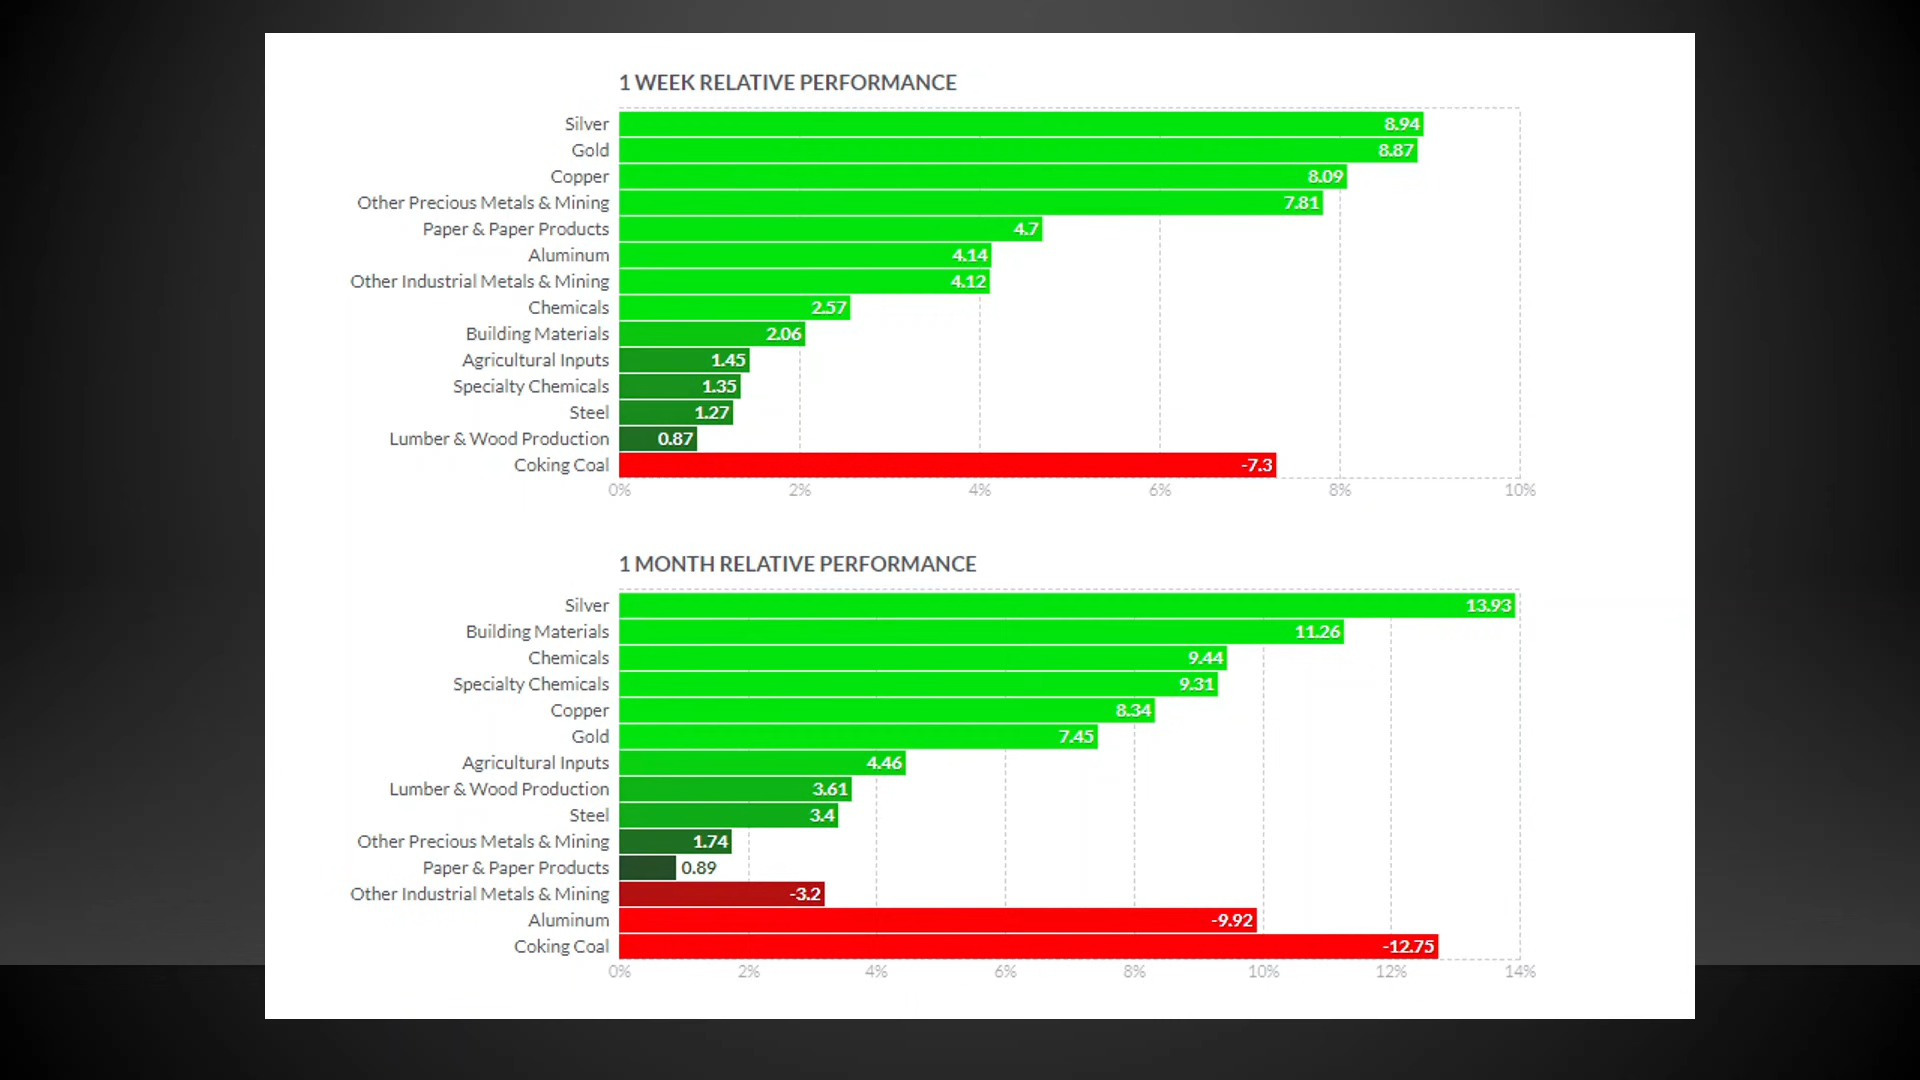 1 WEEK RELATIVE PERFORMANCE
Silver 8.94
Gold 8.87
Copper 8.09
Other Precious Metals & Mining 7.81
Paper & Paper Products 4.7
Aluminum 4.14
Other Industrial Metals & Mining 4.12
Chemicals 2.57
Building Materials 2.06
Agricultural Inputs 1.45
Specialty Chemicals 1.35
Steel 1.27
Lumber & Wood Production 0.87
Coking Coal -7.3
0% 2% 4% 6% 8% 10%
1 MONTH RELATIVE PERFORMANCE
Silver 13.93
Building Materials 11.26
Chemicals 9.44
Specialty Chemicals 9.31
Copper 8.34
Gold 7.45
Agricultural Inputs 4.46
Lumber & Wood Production 3.61
Steel 3.4
Other Precious Metals & Mining 1.74
Paper & Paper Products 0.89
Other Industrial Metals & Mining -3.2
Aluminum -9.92
Coking Coal -12.75
0% 2% 4% 6% 8% 10% 12% 14%